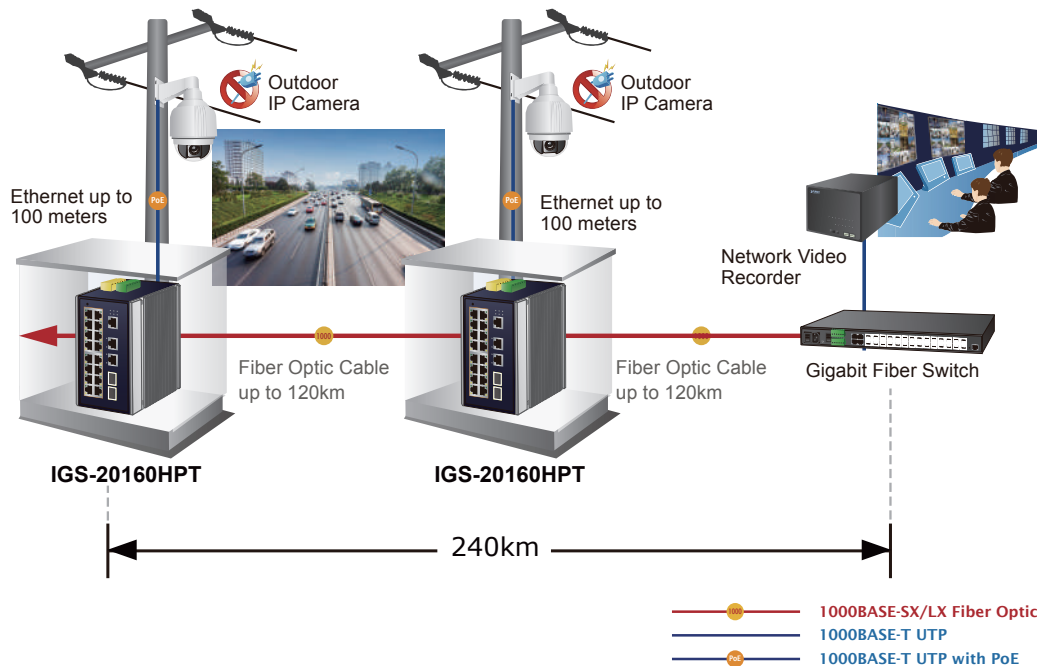 Outdoor
IP Camera
Outdoor
IP Camera
Ethernet up to
100 meters
PoE
Ethernet up to
100 meters
PoE
Network Video
Recorder
1000
Fiber Optic Cable
up to 120km
Fiber Optic Cable
up to 120km
Gigabit Fiber Switch
IGS-20160HPT
IGS-20160HPT
240km
1000
1000BASE-SX/LX Fiber Optic
1000BASE-T UTP
PoE
1000BASE-T UTP with PoE